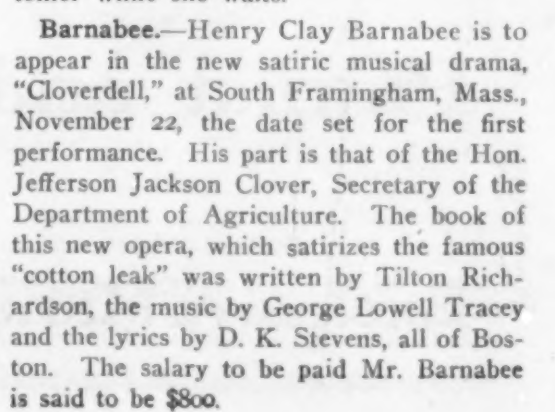 Barnabee.—Henry Clay Barnabee is to
appear in the new satiric musical drama,
"Cloverdell," at South Framingham, Mass.,
November 22, the date set for the first
performance. His part is that of the Hon.
Jefferson Jackson Clover, Secretary of the
Department of Agriculture. The book of
this new opera, which satirizes the famous
"cotton leak" was written by Tilton Rich-
ardson, the music by George Lowell Tracey
and the lyrics by D. K. Stevens, all of Bos-
ton. The salary to be paid Mr. Barnabee
is said to be $800.